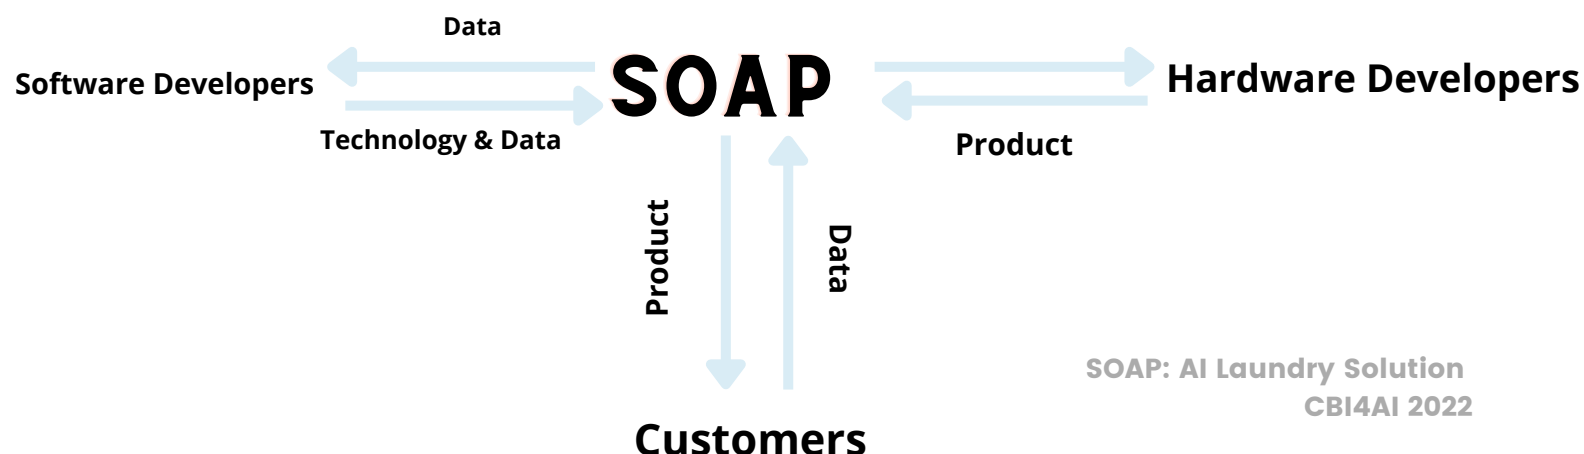 Data
Software Developers
SOAP
Hardware Developers
Technology & Data
Product
Product
Data
SOAP: AI Laundry Solution
CBI4AI 2022
Customers